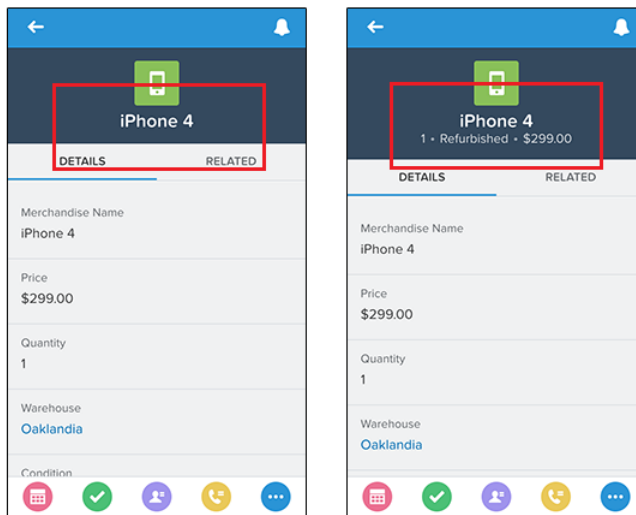 iPhone 4
DETAILS RELATED
Merchandise Name
iPhone 4
Price
$299.00
Quantity
1
Warehouse
Oaklandia
Condition
iPhone 4
1 • Refurbished • $299.00
DETAILS RELATED
Merchandise Name
iPhone 4
Price
$299.00
Quantity
1
Warehouse
Oaklandia